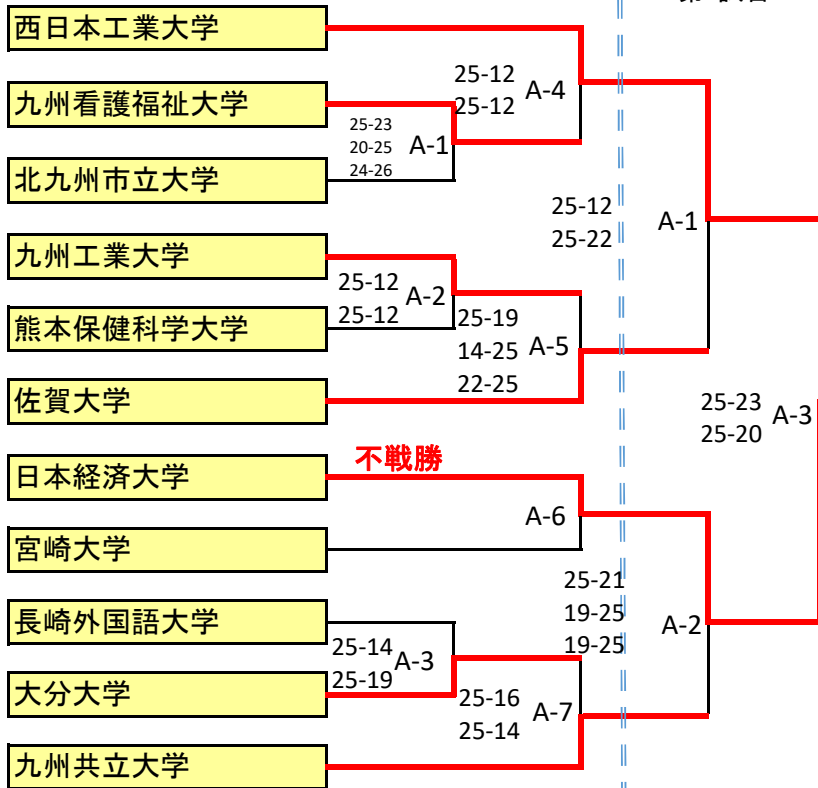 西日本工業大学
九州看護福祉大学
北九州市立大学
九州工業大学
熊本保健科学大学
佐賀大学
日本経済大学
宮崎大学
長崎外国語大学
大分大学
九州共立大学
不戦勝
25-23
20-25
24-26
A-1
25-12
25-12
A-2
25-14
25-19
A-3
25-12
25-12
A-4
25-19
14-25
22-25
A-5
A-6
25-16
25-14
A-7
25-12
25-22
A-1
25-21
19-25
19-25
A-2
25-23
25-20
A-3